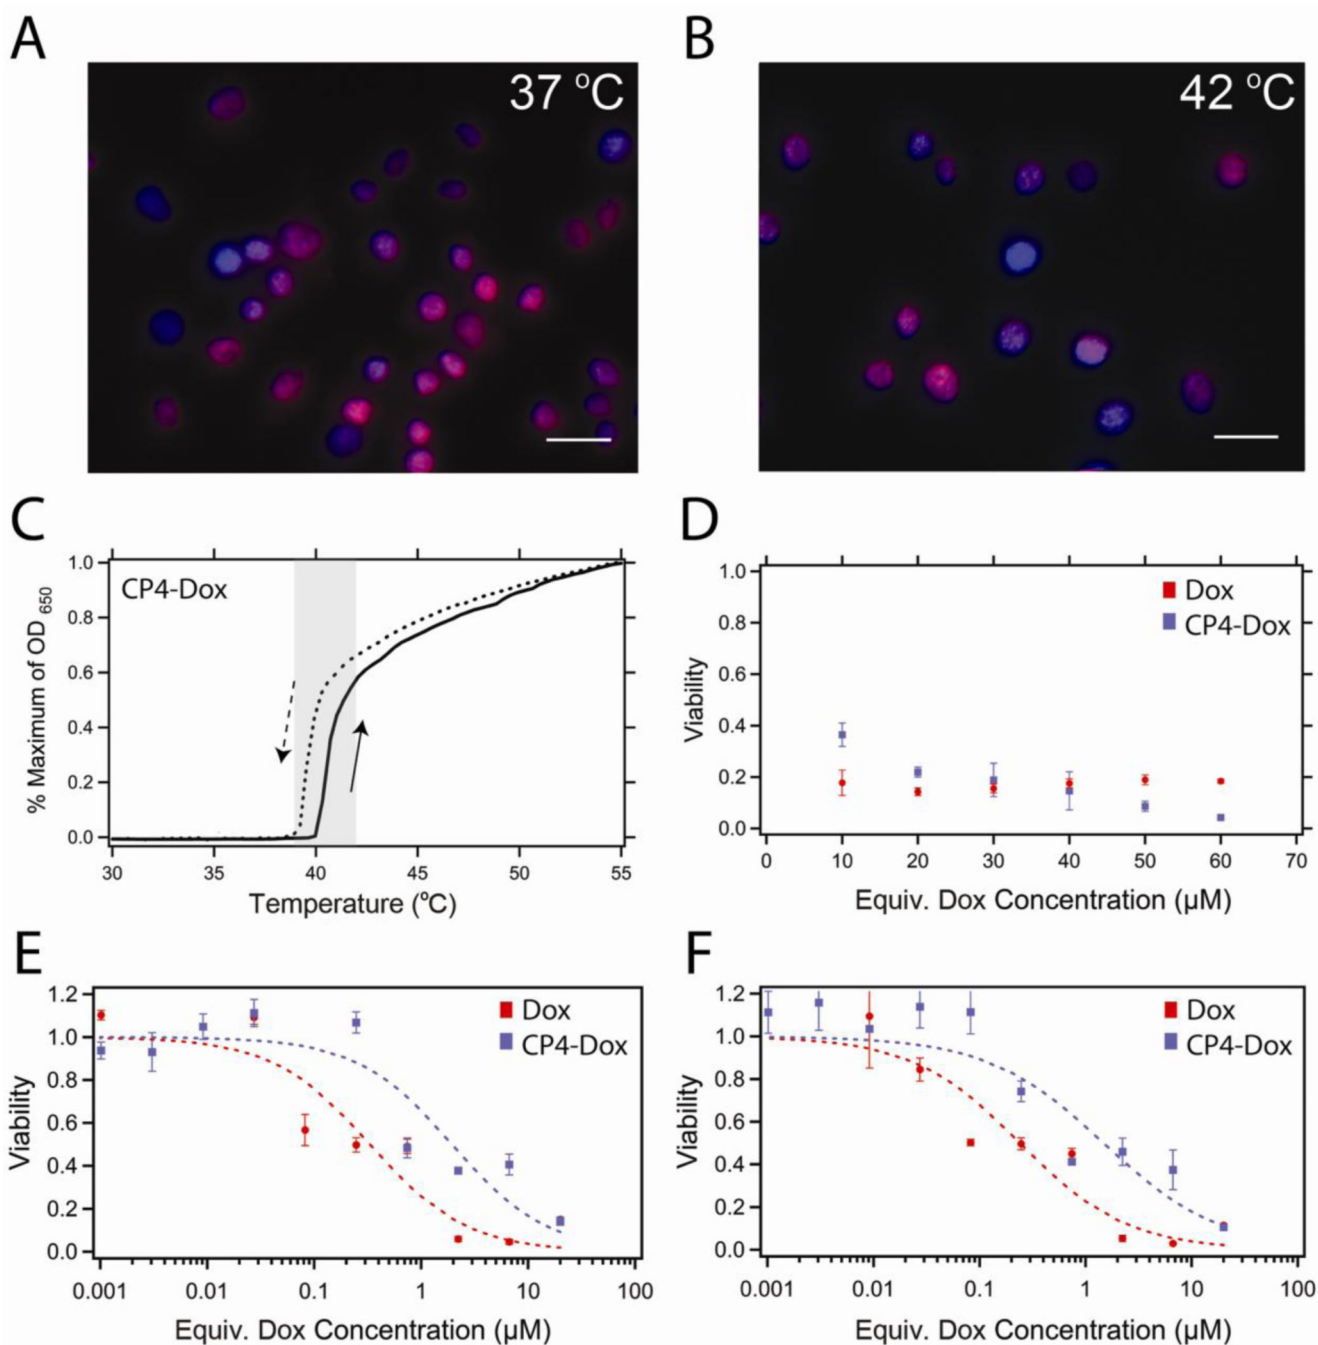 A
37 °C
B
42 °C
C
CP4-Dox
% Maximum of OD 650
1.0
0.8
0.6
0.4
0.2
0.0
30
35
40
45
50
55
Temperature (°C)
D
Dox
CP4-Dox
Viability
1.0
0.8
0.6
0.4
0.2
0.0
0
10
20
30
40
50
60
70
Equiv. Dox Concentration (μM)
E
Dox
CP4-Dox
Viability
1.2
1.0
0.8
0.6
0.4
0.2
0.0
0.001
0.01
0.1
1
10
100
Equiv. Dox Concentration (μM)
F
Dox
CP4-Dox
Viability
1.2
1.0
0.8
0.6
0.4
0.2
0.0
0.001
0.01
0.1
1
10
100
Equiv. Dox Concentration (μM)